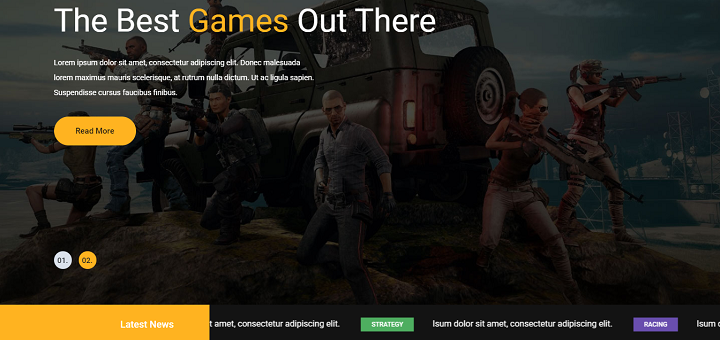 The Best Games Out There
Lorem ipsum dolor sit amet, consectetur adipiscing elit. Donec malesuada
lorem maximus mauris scelerisque, at rutrum nulla dictum. Ut ac ligula sapien.
Suspendisse cursus faucibus finibus.
Read More
01. 02.
Latest News t amet, consectetur adipiscing elit. STRATEGY Isum dolor sit amet, consectetur adipiscing elit. RACING Isum